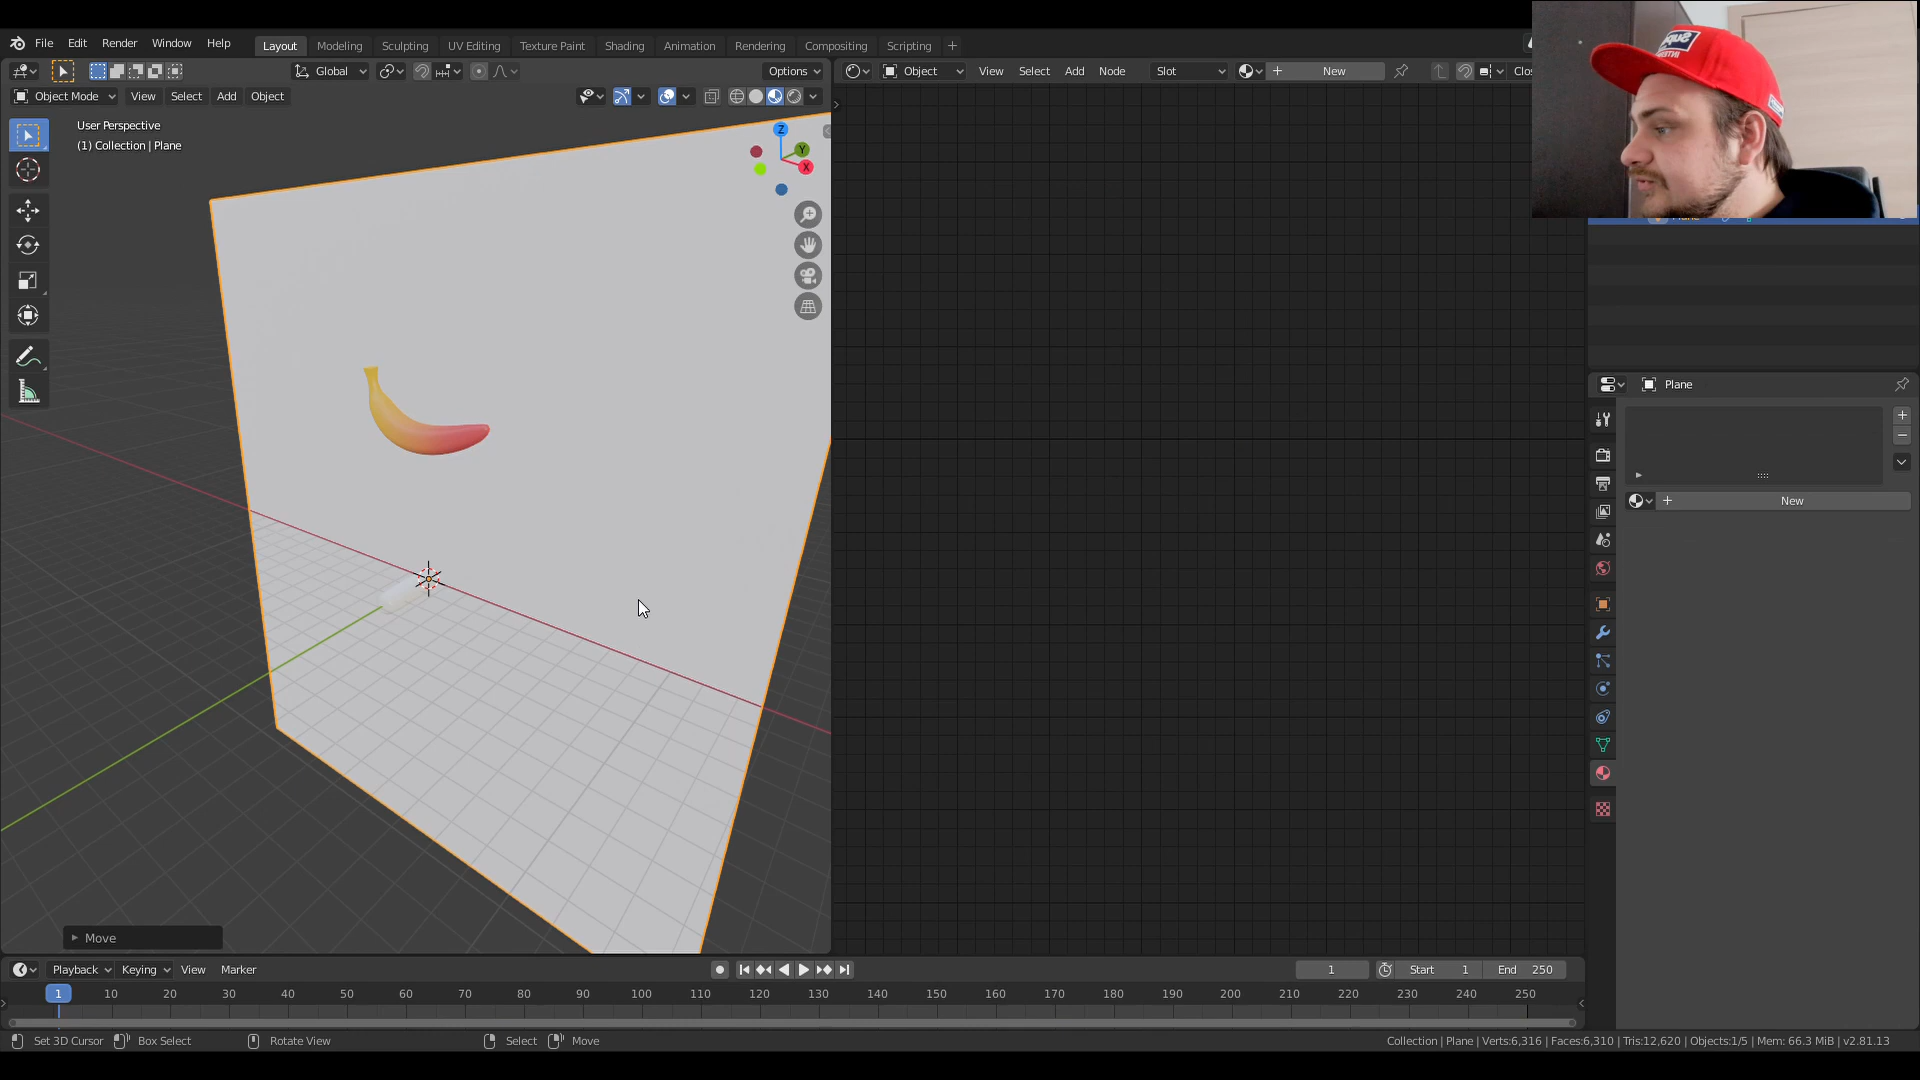 File Edit Render Window Help Layout Modeling Sculpting UV Editing Texture Paint Shading Animation Rendering Compositing Scripting
Global Options Object View Select Add Node Slot New
Object Mode View Select Add Object
User Perspective
(1) Collection | Plane
Z
Y
X
Plane
New
Move
Playback Keying View Marker 1 Start 1 End 250
1 10 20 30 40 50 60 70 80 90 100 110 120 130 140 150 160 170 180 190 200 210 220 230 240 250
Set 3D Cursor Box Select Rotate View Select Move Collection | Plane | Verts:6,316 | Faces:6,310 | Tris:12,620 | Objects:1/5 | Mem: 66.3 MiB | v2.81.13